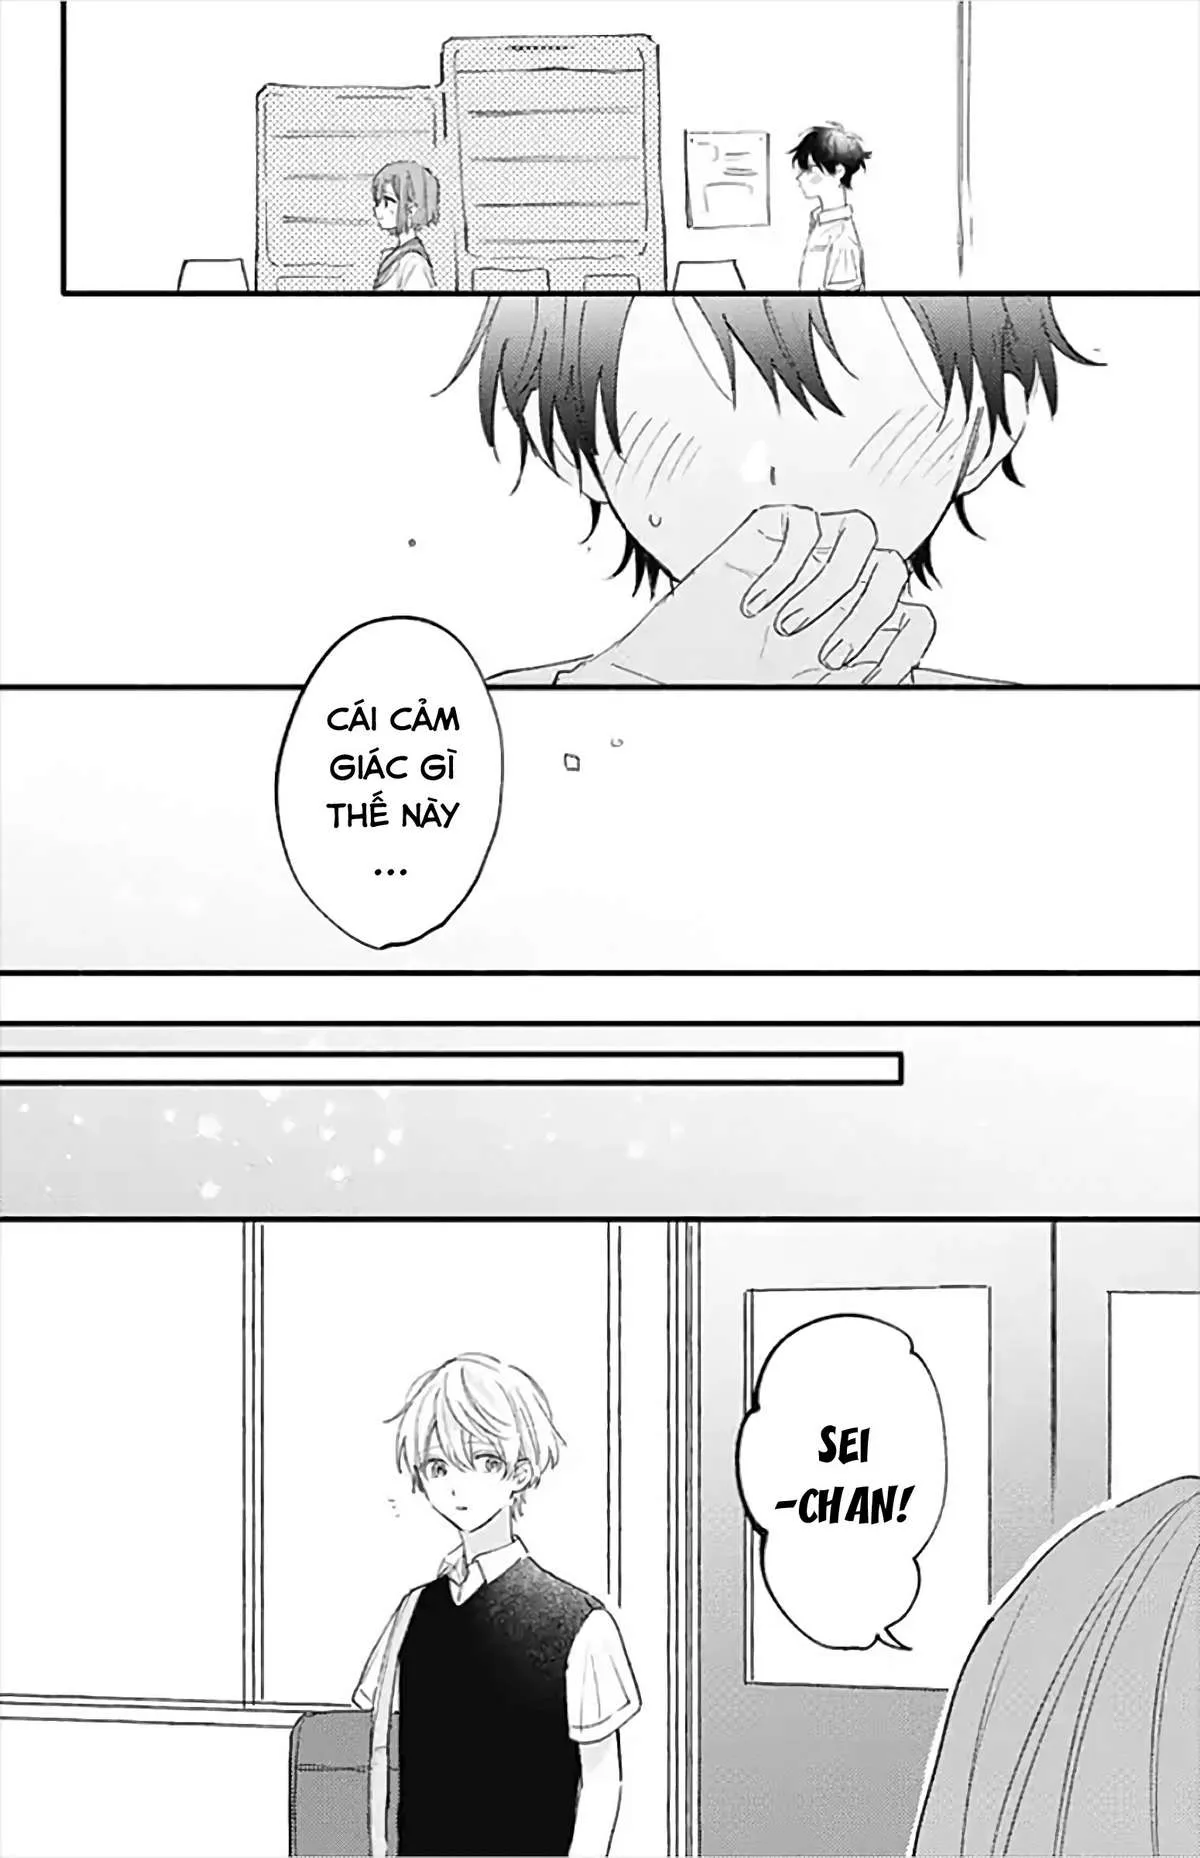 CÁI CẢM
GIÁC GÌ
THẾ NÀY
...
SEI
-CHAN!